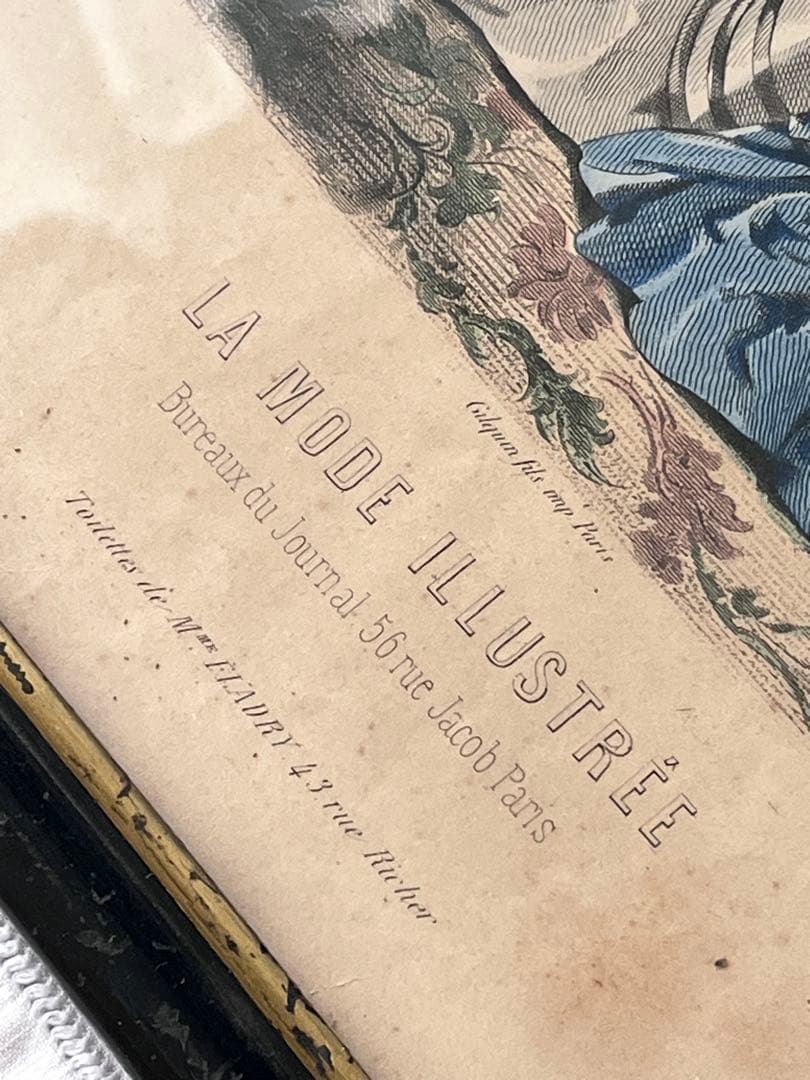 Gilquin fils imp. Paris
LA MODE ILLUSTRÉE
Bureaux du Journal 56 rue Jacob Paris
Toilettes de Mme FLADRY 43 rue Richer